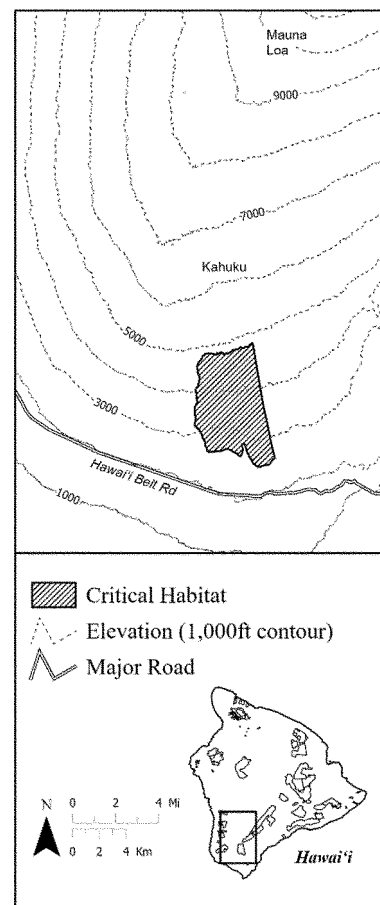 Mauna
Loa
9000
7000
Kahuku
5000
3000
Hawai'i Belt Rd
1000
Critical Habitat
Elevation (1,000ft contour)
Major Road
N
0 2 4 Mi
0 2 4 Km
Hawai‘i